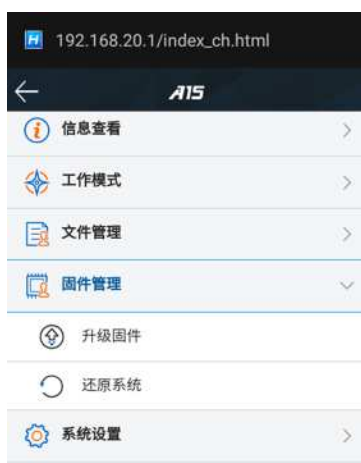 192.168.20.1/index_ch.html
A15
信息查看
工作模式
文件管理
固件管理
升级固件
还原系统
系统设置